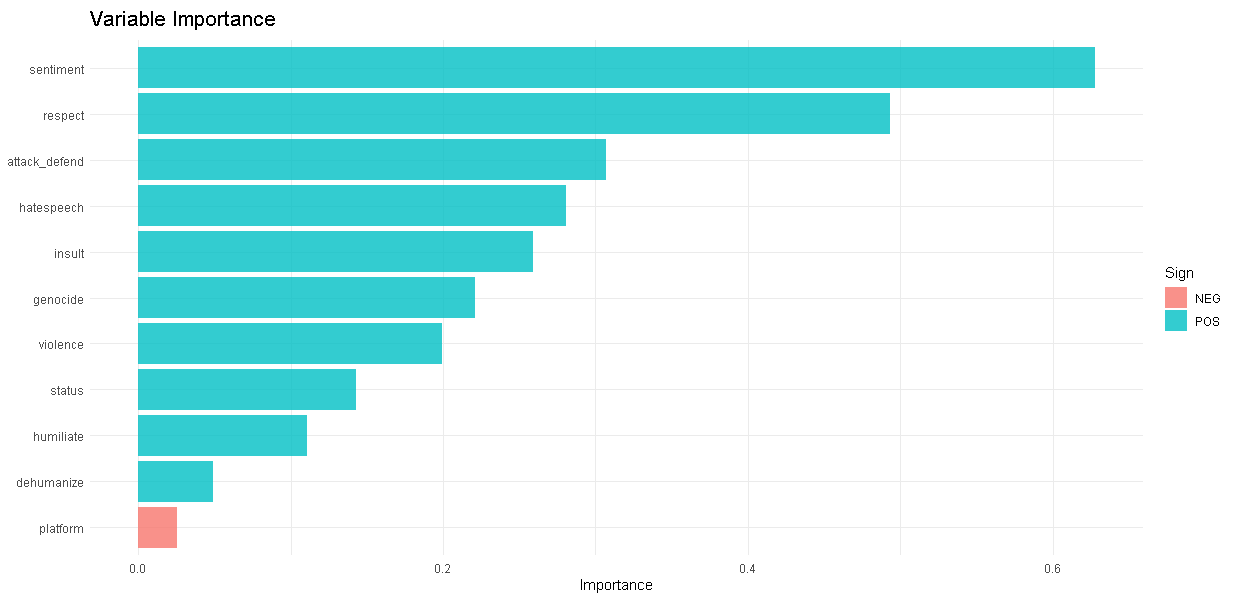 Variable Importance
sentiment
respect
attack_defend
hatespeech
insult
genocide
violence
status
humiliate
dehumanize
platform
0.0
0.2
0.4
0.6
Importance
Sign
NEG
POS